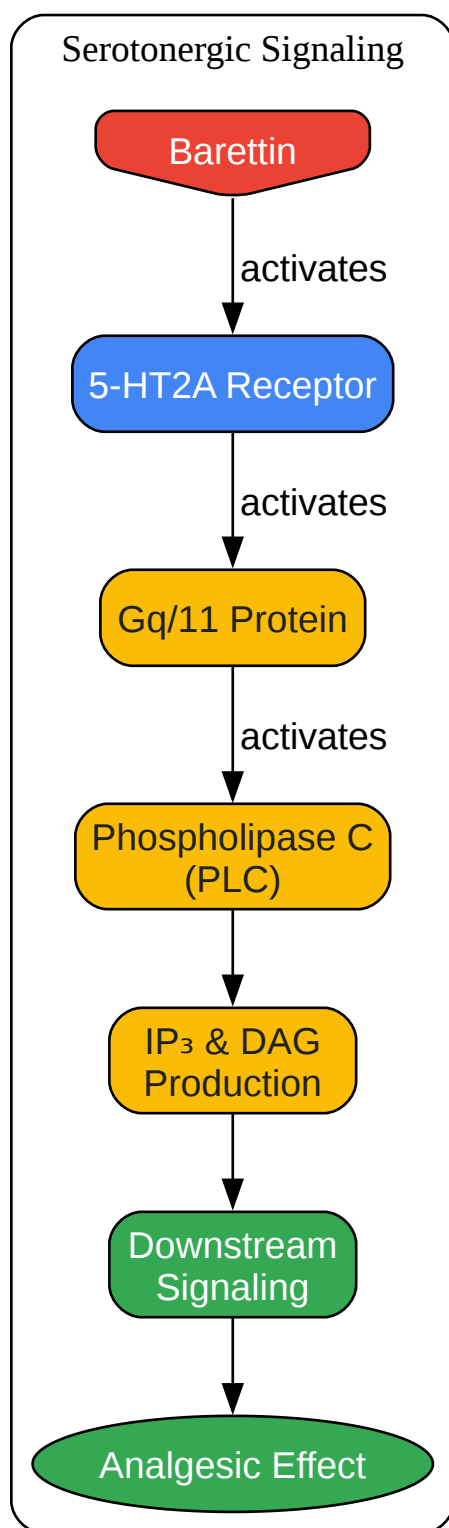 Serotonergic Signaling
Barettin
activates
5-HT2A Receptor
activates
Gq/11 Protein
activates
Phospholipase C
(PLC)
IP₃ & DAG
Production
Downstream
Signaling
Analgesic Effect